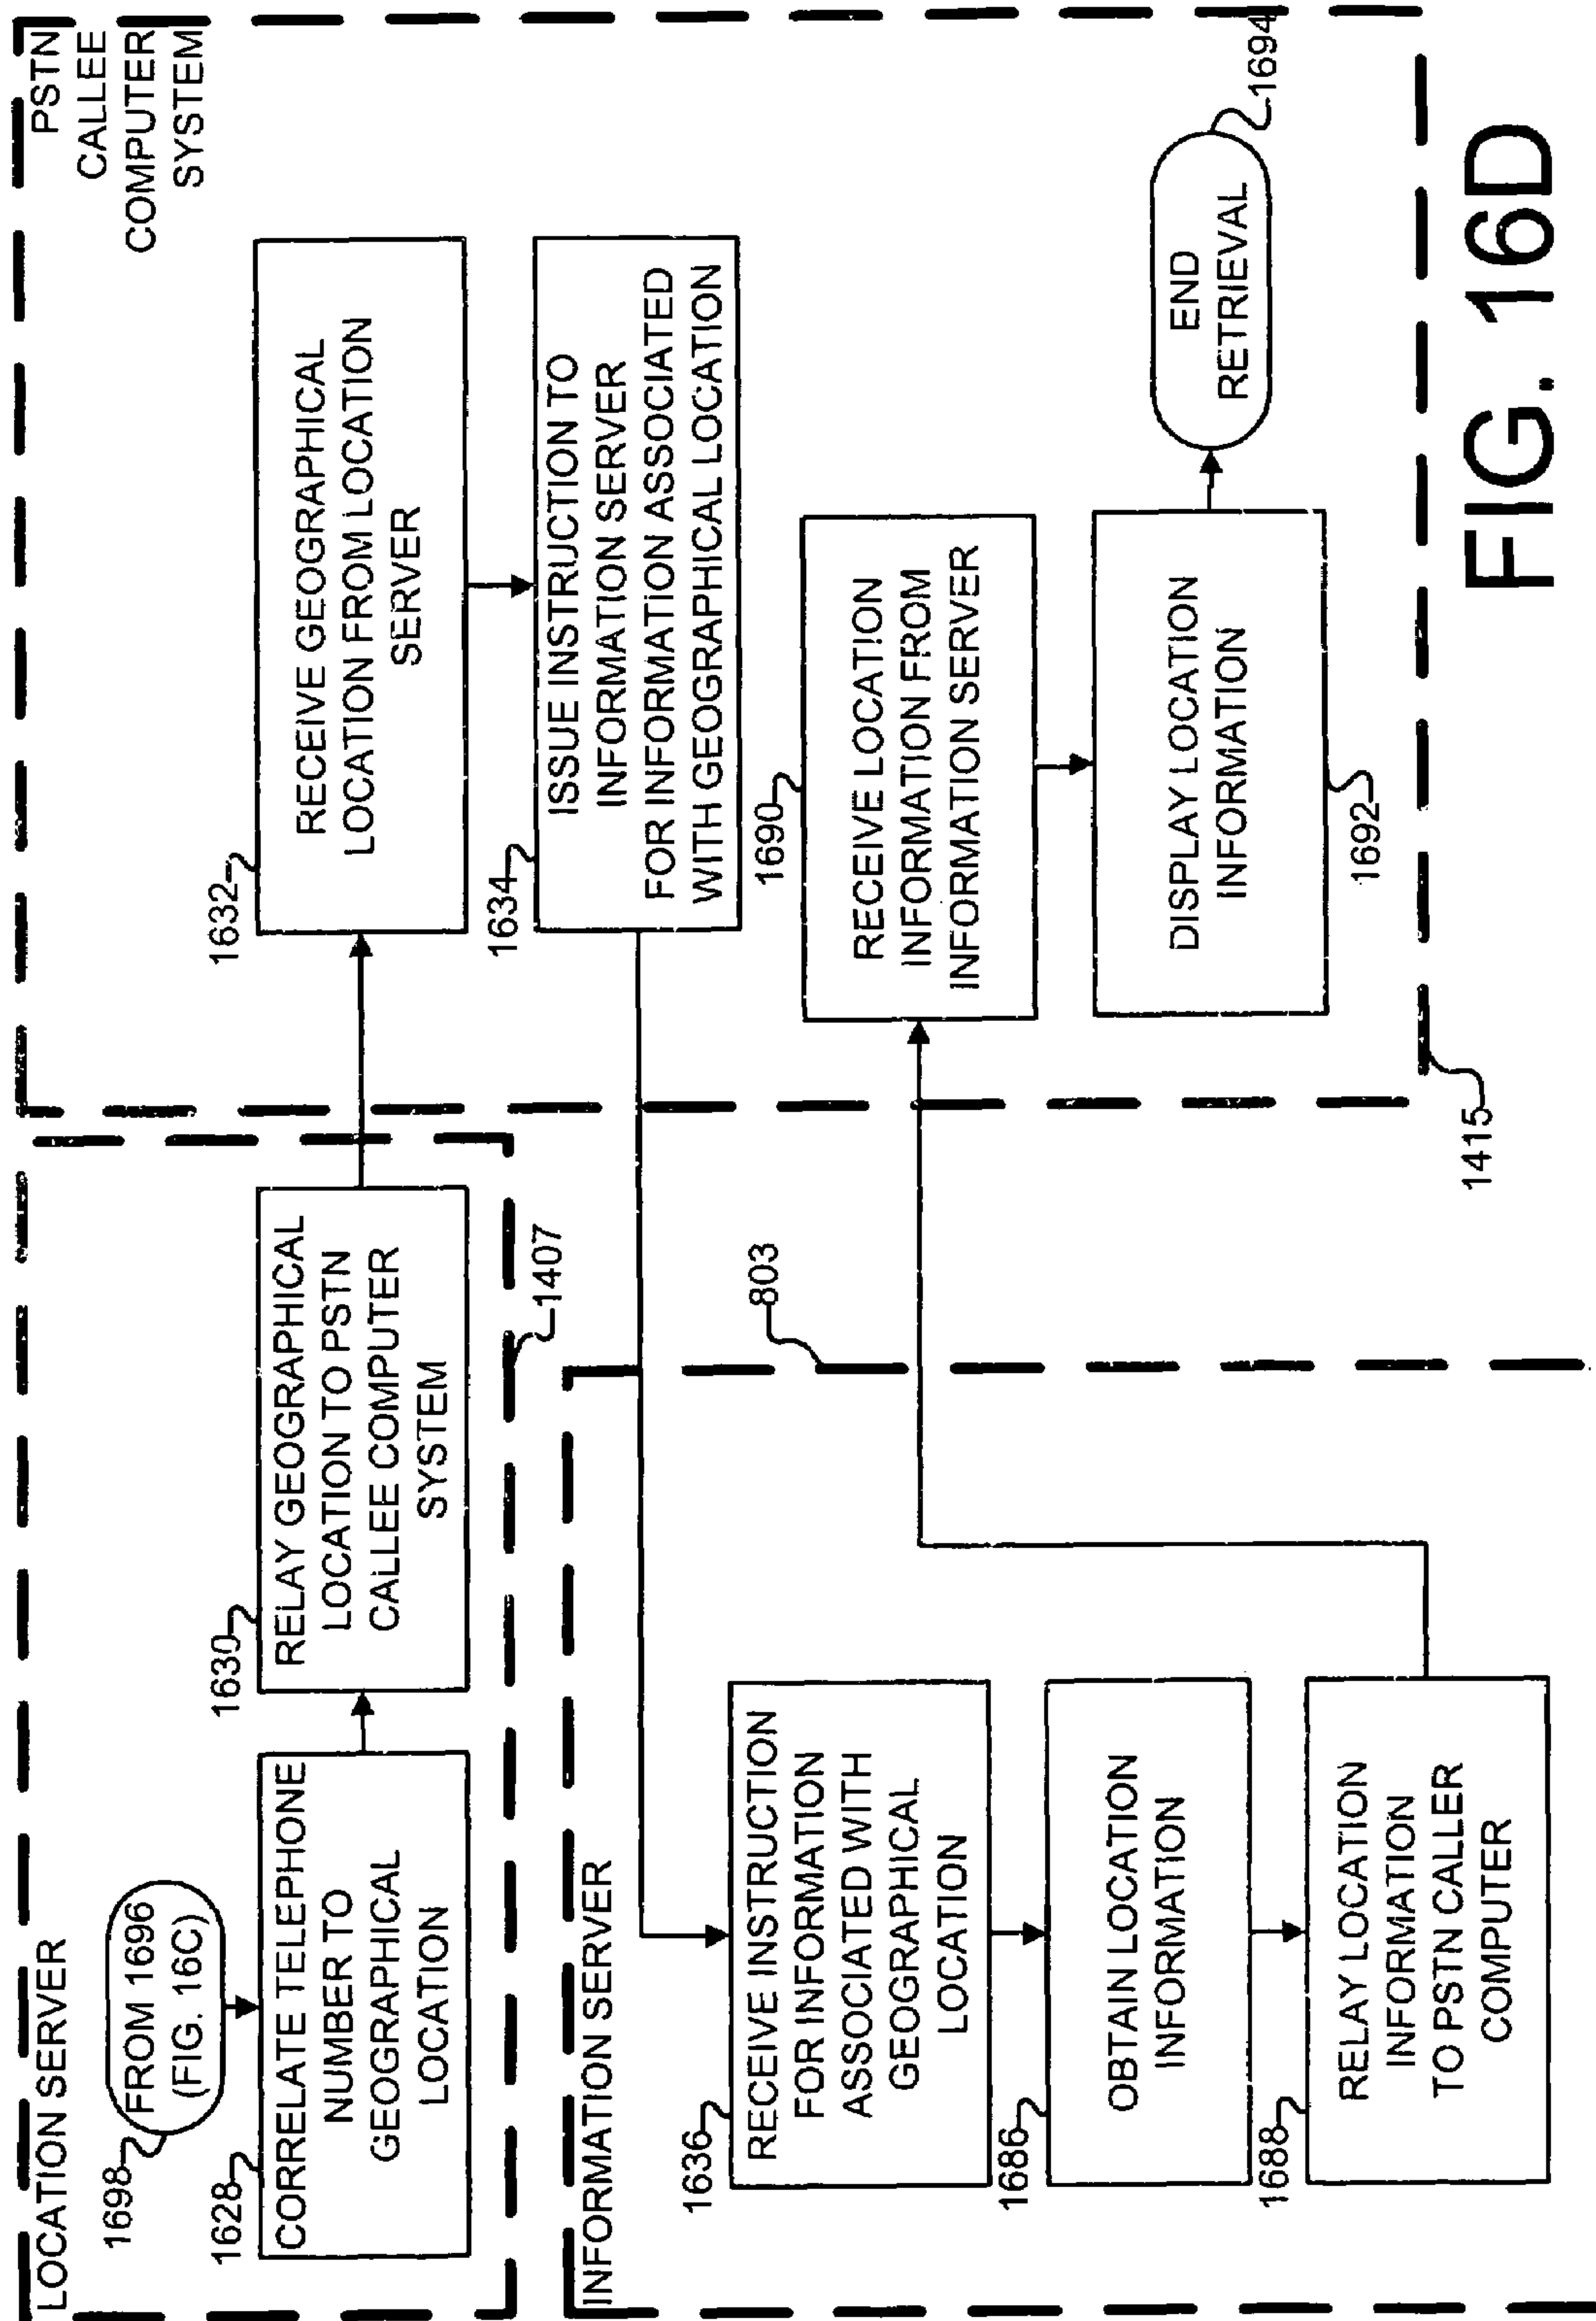 LOCATION SERVER
1698
FROM 1696
(FIG. 16C)
1628
CORRELATE TELEPHONE
NUMBER TO
GEOGRAPHICAL
LOCATION
1630
RELAY GEOGRAPHICAL
LOCATION TO PSTN
CALLEE COMPUTER
SYSTEM
1407
PSTN
CALLEE
COMPUTER
SYSTEM
1632
RECEIVE GEOGRAPHICAL
LOCATION FROM LOCATION
SERVER
1634
ISSUE INSTRUCTION TO
INFORMATION SERVER
FOR INFORMATION ASSOCIATED
WITH GEOGRAPHICAL LOCATION
INFORMATION SERVER
803
1636
RECEIVE INSTRUCTION
FOR INFORMATION
ASSOCIATED WITH
GEOGRAPHICAL
LOCATION
1686
OBTAIN LOCATION
INFORMATION
1688
RELAY LOCATION
INFORMATION
TO PSTN CALLER
COMPUTER
1690
RECEIVE LOCATION
INFORMATION FROM
INFORMATION SERVER
DISPLAY LOCATION
INFORMATION
1692
END
RETRIEVAL
1694
1415
FIG. 16D